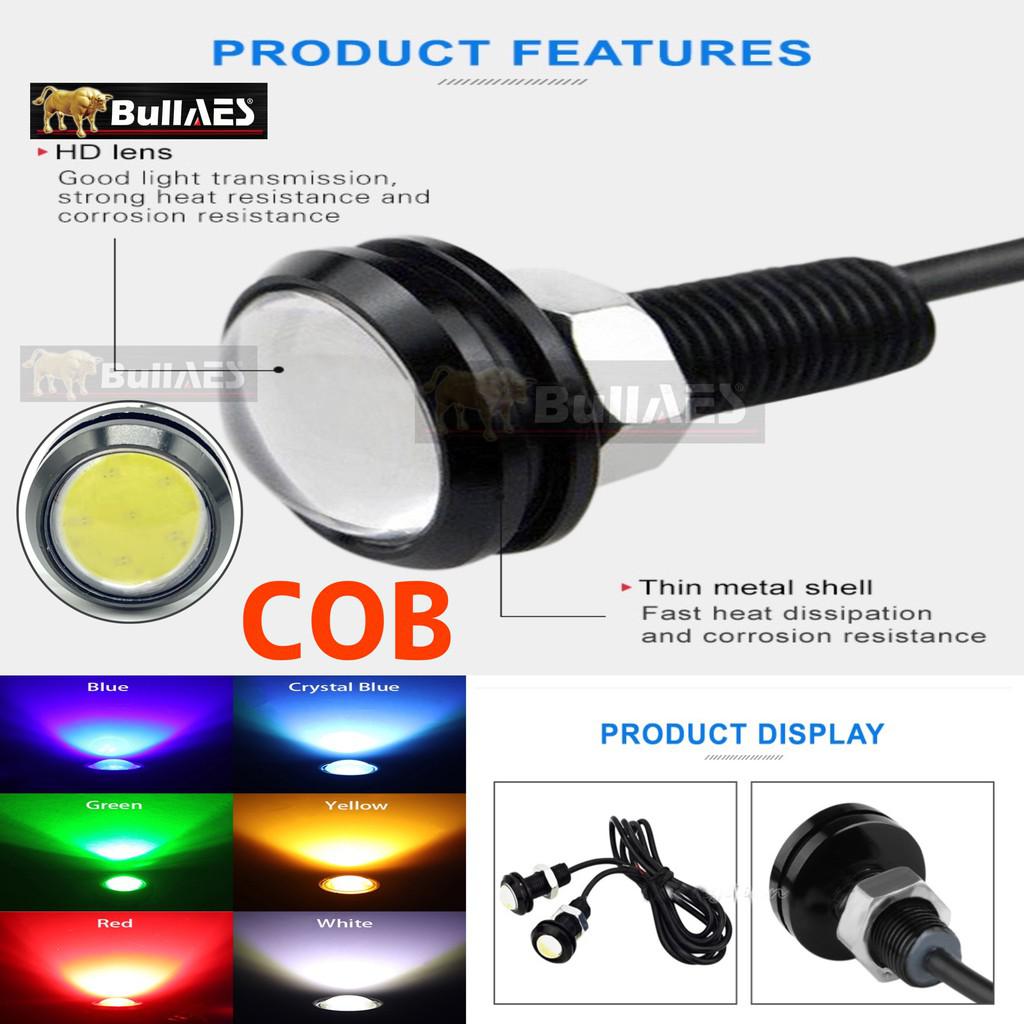 PRODUCT FEATURES
BullAES®
HD lens
Good light transmission,
strong heat resistance and
corrosion resistance
BullAES
BullAES®
COB
Thin metal shell
Fast heat dissipation
and corrosion resistance
Blue
Crystal Blue
Green
Yellow
Red
White
PRODUCT DISPLAY